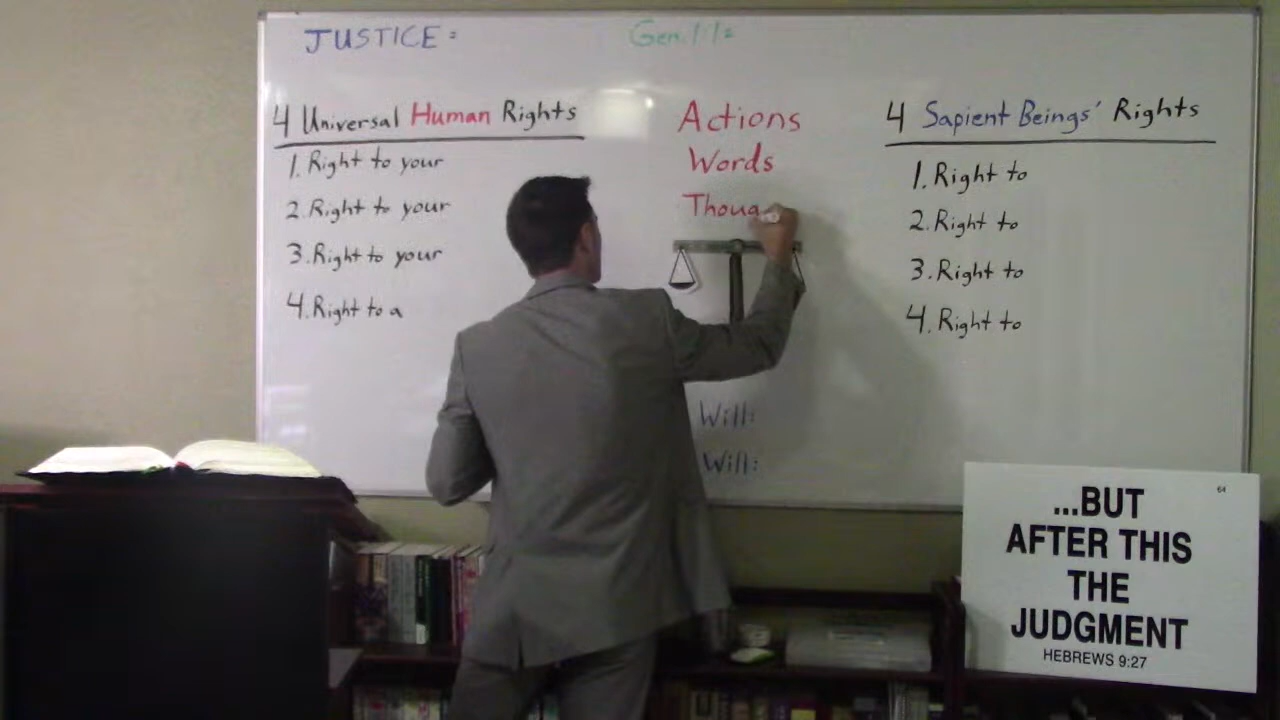 JUSTICE =
Gen. 1:1 =
4 Universal Human Rights
1. Right to your
2. Right to your
3. Right to your
4. Right to a
Actions
Words
Thoug
Will:
Will:
4 Sapient Beings' Rights
1. Right to
2. Right to
3. Right to
4. Right to
64
...BUT
AFTER THIS
THE
JUDGMENT
HEBREWS 9:27